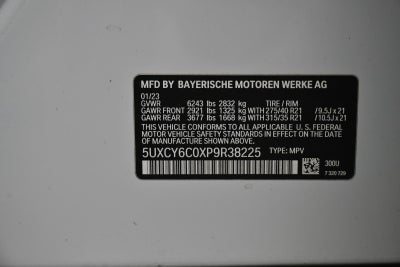 MFD BY BAYERISCHE MOTOREN WERKE AG
01/23
GVWR 6243 lbs 2832 kg TIRE / RIM
GAWR FRONT 2921 lbs 1325 kg WITH 275/40 R21 / 9.5J x 21
GAWR REAR 3677 lbs 1668 kg WITH 315/35 R21 / 10.5J x 21
THIS VEHICLE CONFORMS TO ALL APPLICABLE
FEDERAL MOTOR VEHICLE SAFETY STANDARDS
IN EFFECT ON THE DATE OF
MANUFACTURE SHOWN ABOVE.
5UXCY6C0XP9R38225 TYPE: MPV
300U
7 320 729